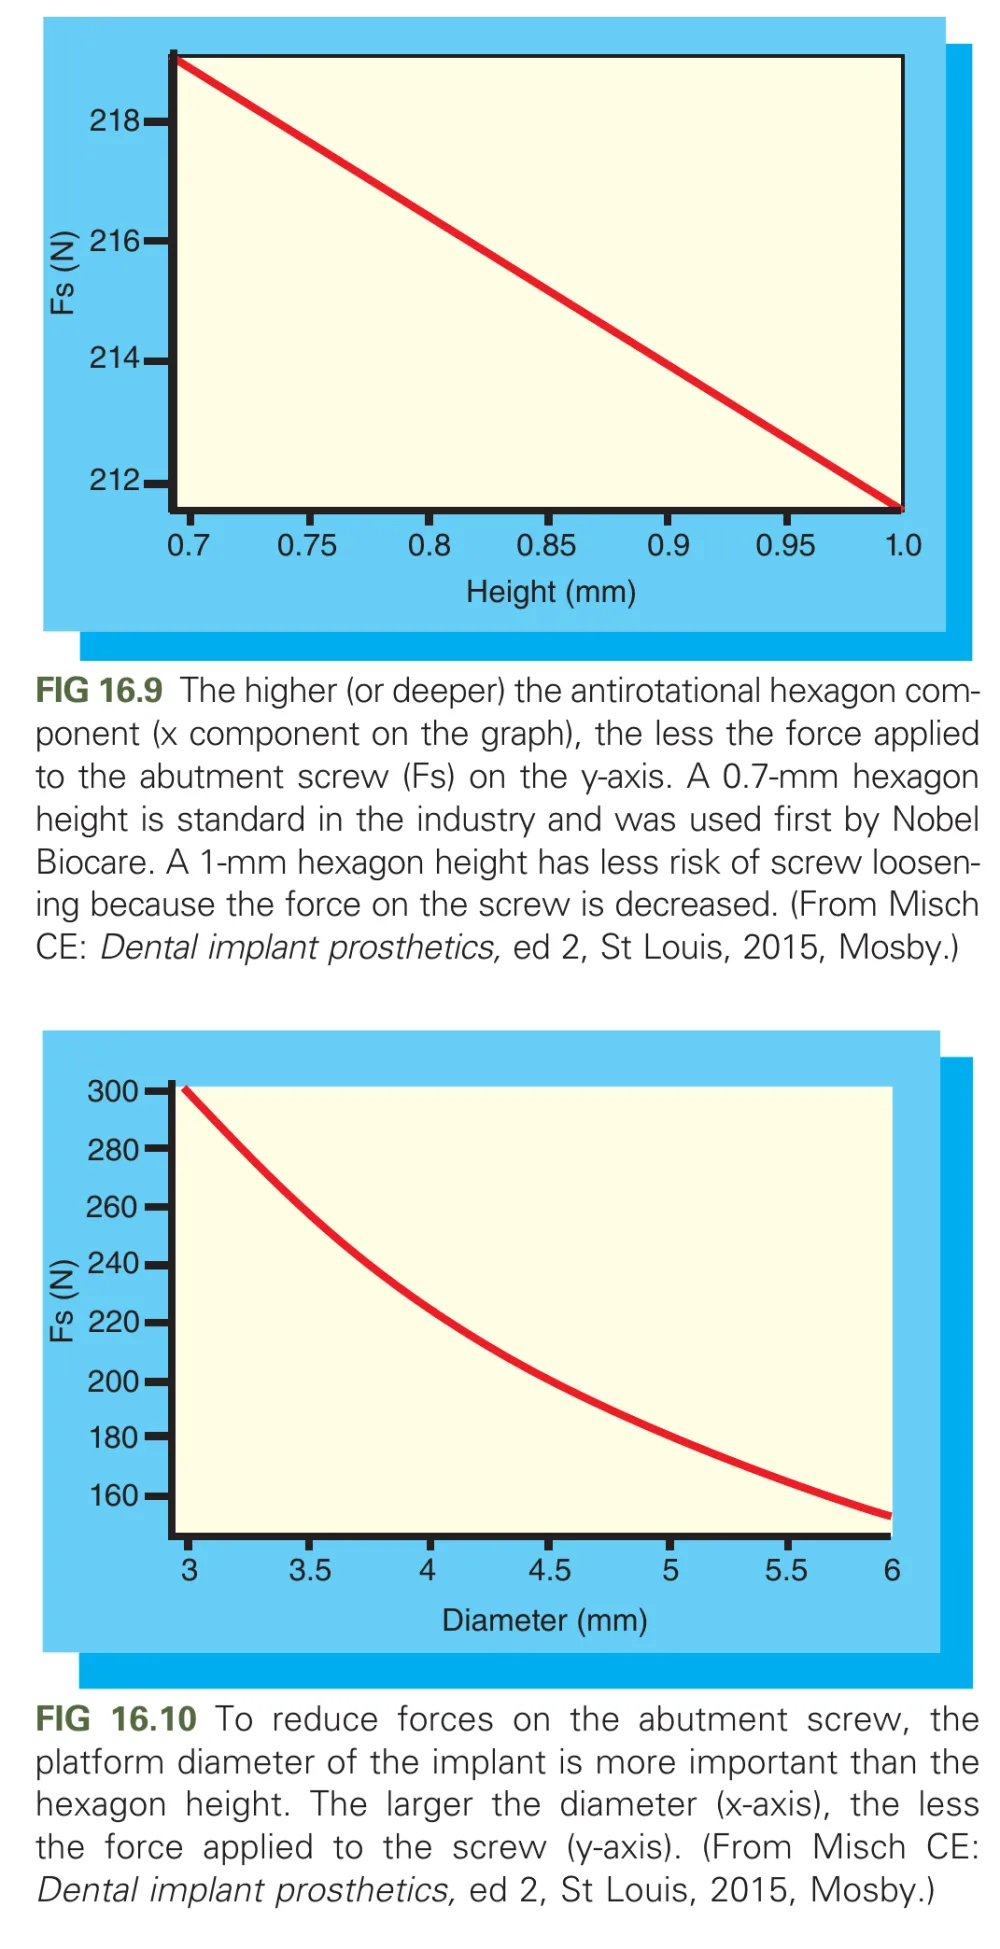 218
216
214
212
Fs (N)
0.7 0.75 0.8 0.85 0.9 0.95 1.0
Height (mm)
FIG 16.9 The higher (or deeper) the antirotational hexagon com-
ponent (x component on the graph), the less the force applied
to the abutment screw (Fs) on the y-axis. A 0.7-mm hexagon
height is standard in the industry and was used first by Nobel
Biocare. A 1-mm hexagon height has less risk of screw loosen-
ing because the force on the screw is decreased. (From Misch
CE: Dental implant prosthetics, ed 2, St Louis, 2015, Mosby.)
300
280
260
240
220
200
180
160
Fs (N)
3 3.5 4 4.5 5 5.5 6
Diameter (mm)
FIG 16.10 To reduce forces on the abutment screw, the
platform diameter of the implant is more important than the
hexagon height. The larger the diameter (x-axis), the less
the force applied to the screw (y-axis). (From Misch CE:
Dental implant prosthetics, ed 2, St Louis, 2015, Mosby.)